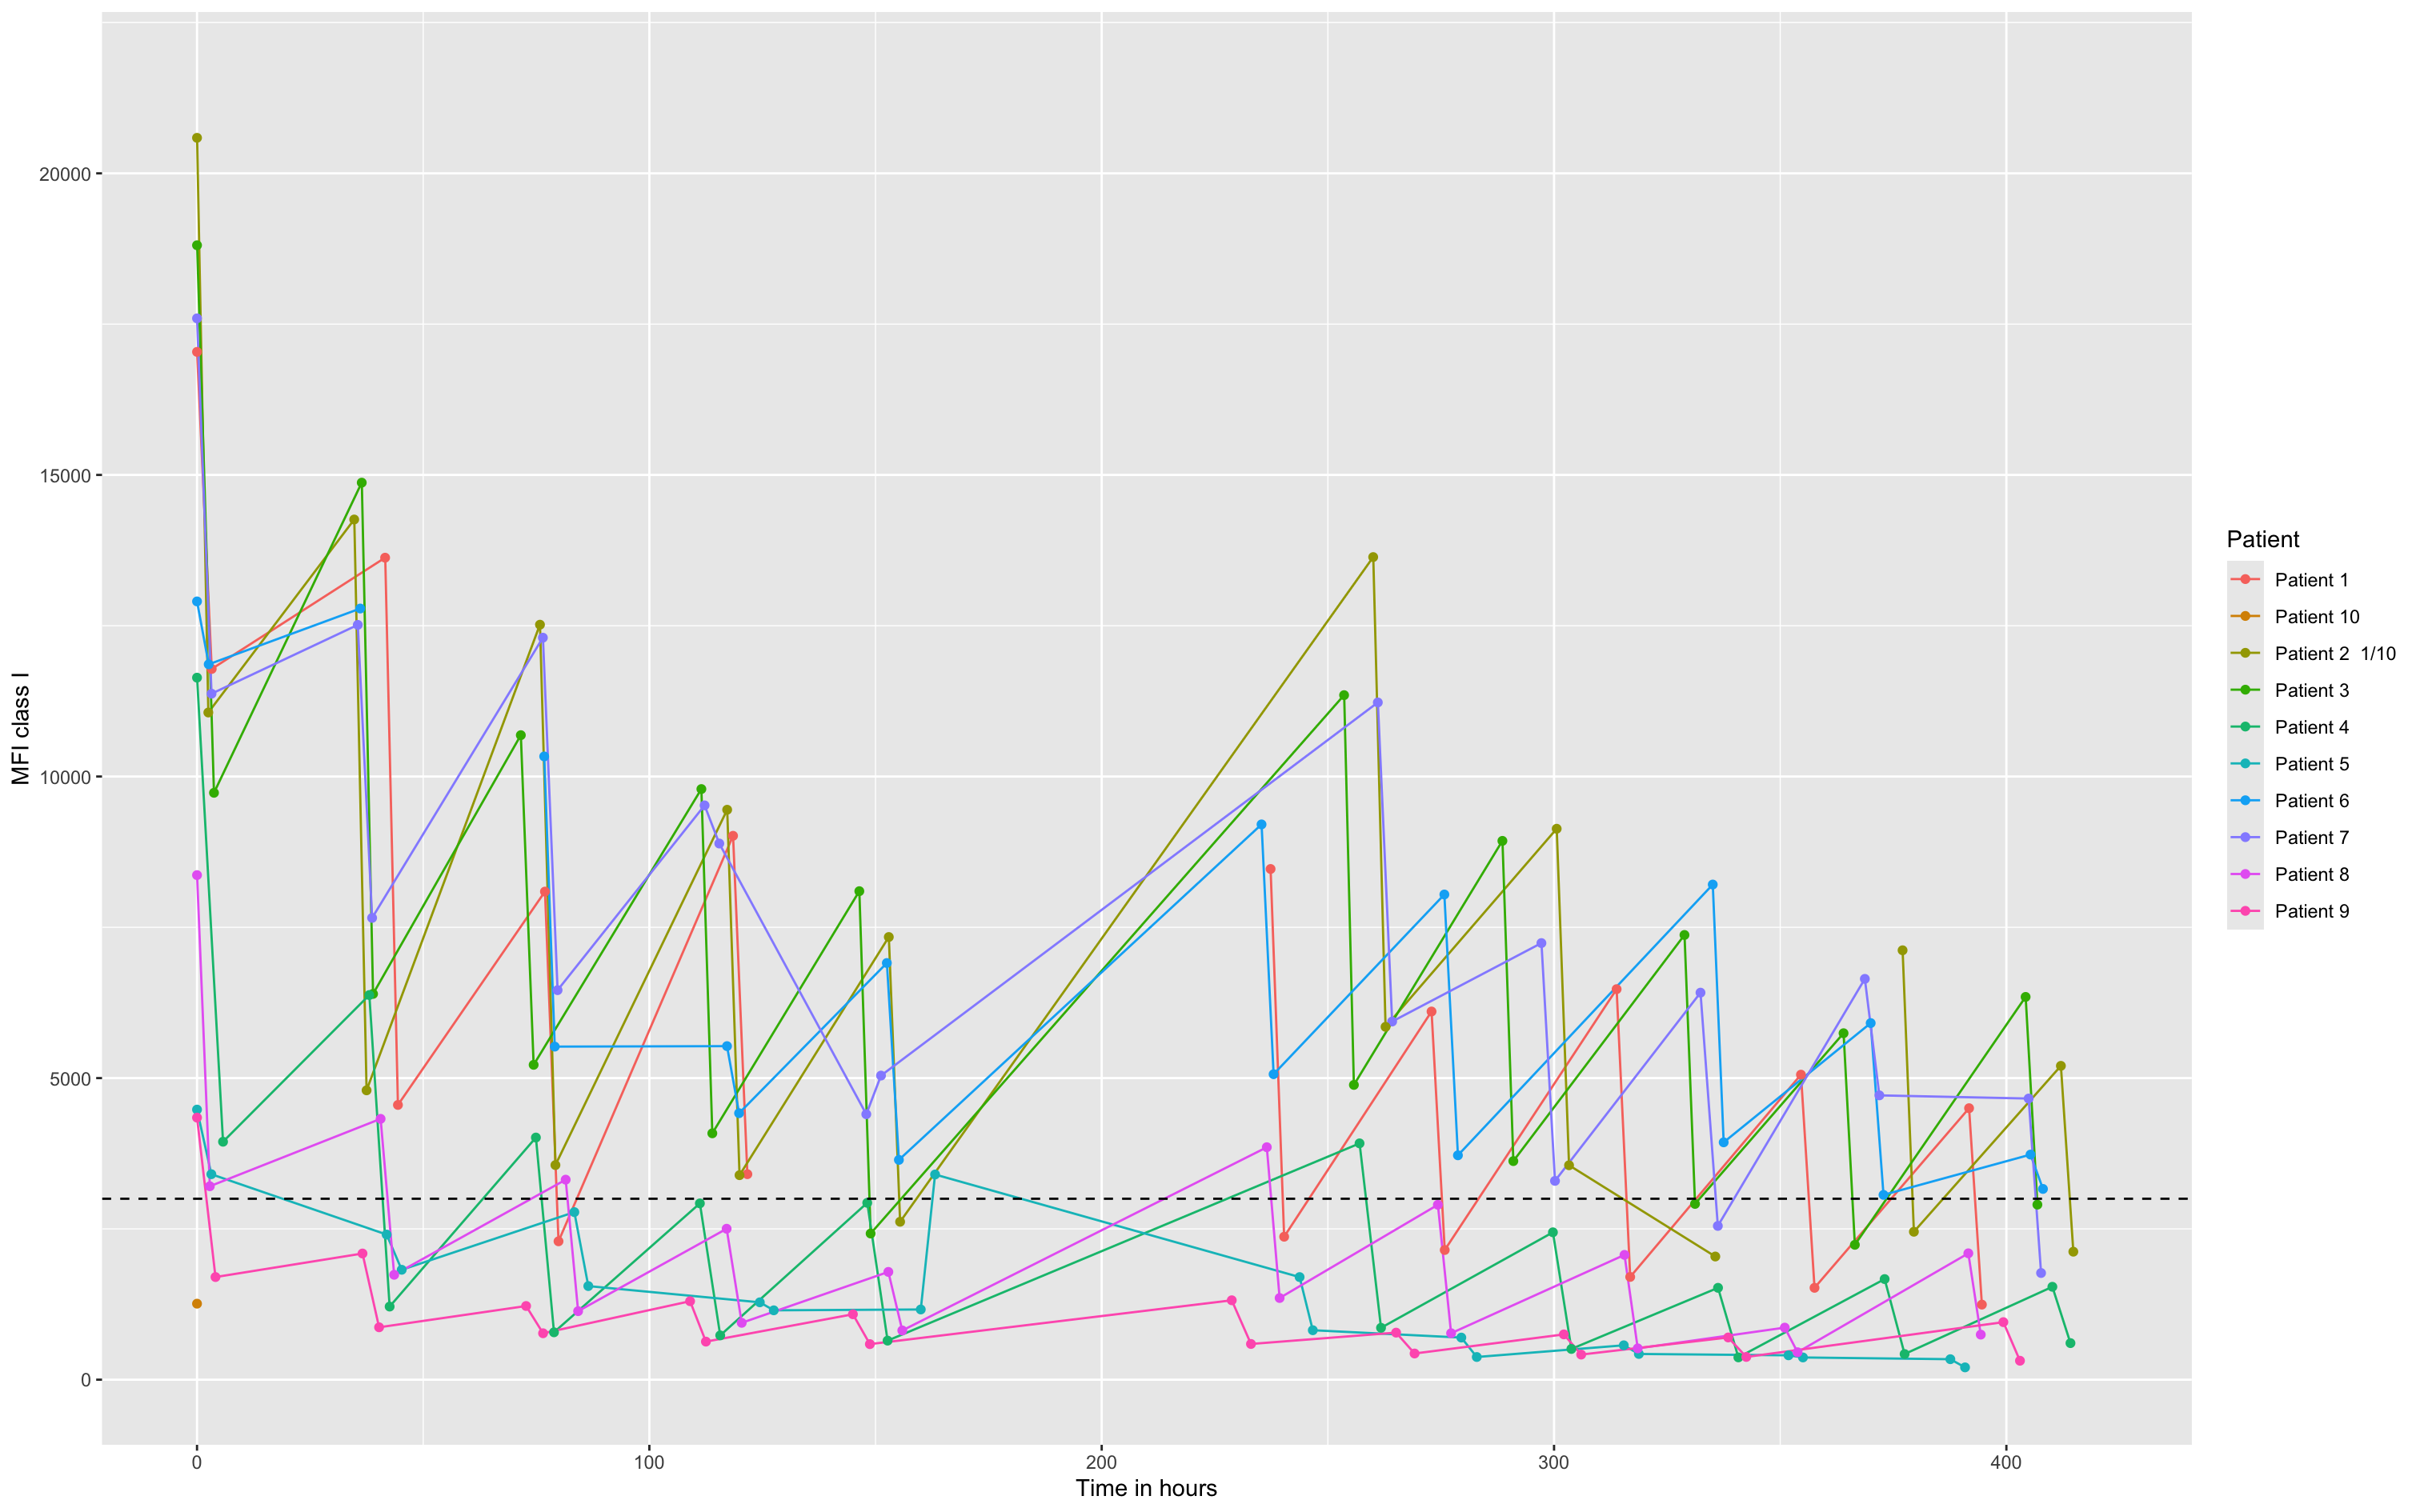 20000
15000
10000
5000
0
MFI class I
0
100
200
300
400
Time in hours
Patient
Patient 1
Patient 10
Patient 2  1/10
Patient 3
Patient 4
Patient 5
Patient 6
Patient 7
Patient 8
Patient 9